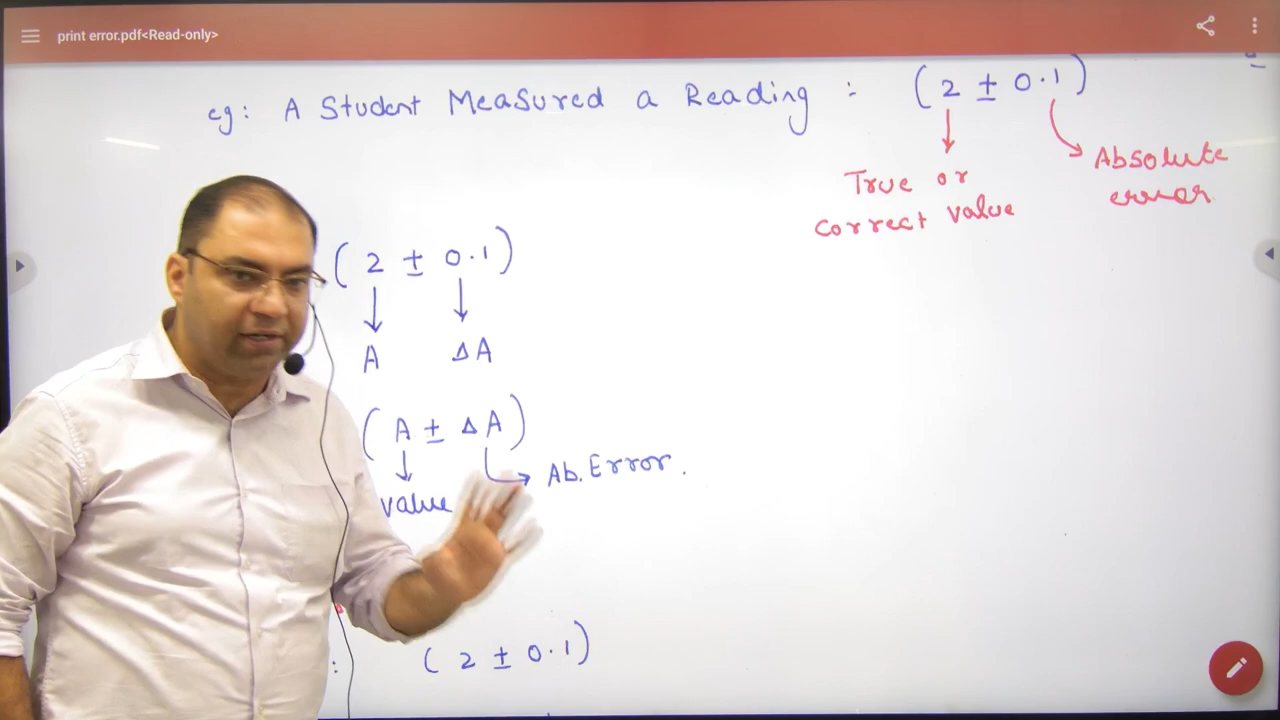 print error.pdf<Read-only>
eg: A Student Measured a Reading : (2 ± 0.1)
True or
correct value
Absolute
error
(2 ± 0.1)
A ΔA
(A ± ΔA)
value
Ab. Error.
: (2 ± 0.1)